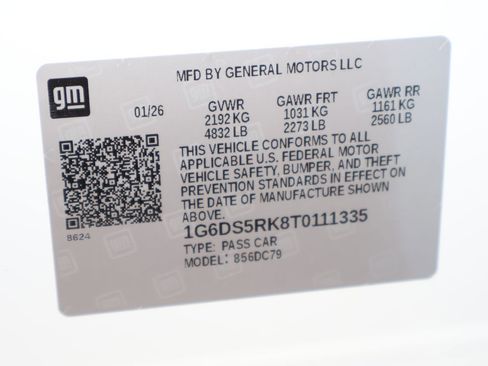 gm
MFD BY GENERAL MOTORS LLC
01/26 GVWR GAWR FRT GAWR RR
2192 KG 1031 KG 1161 KG
4832 LB 2273 LB 2560 LB
THIS VEHICLE CONFORMS TO ALL
APPLICABLE U.S. FEDERAL MOTOR
VEHICLE SAFETY, BUMPER, AND THEFT
PREVENTION STANDARDS IN EFFECT ON
THE DATE OF MANUFACTURE SHOWN
ABOVE.
8624
1G6DS5RK8T0111335
TYPE: PASS CAR
MODEL: 856DC79